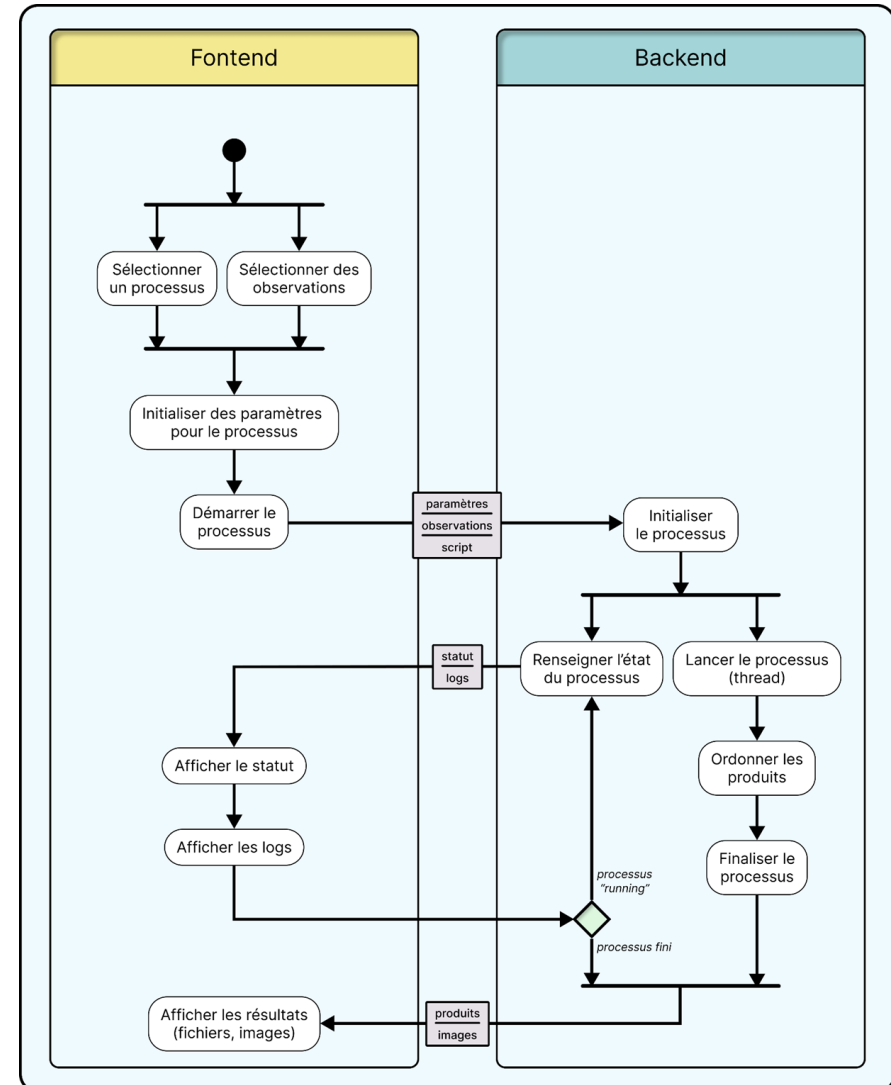 Fontend
Backend
Sélectionner
un processus
Sélectionner des
observations
Initialiser des paramètres
pour le processus
Démarrer le
processus
paramètres
observations
script
Initialiser
le processus
statut
logs
Renseigner l’état
du processus
Lancer le processus
(thread)
Afficher le statut
Ordonner les
produits
Afficher les logs
Finaliser le
processus
processus
“running”
processus fini
Afficher les résultats
(fichiers, images)
produits
images